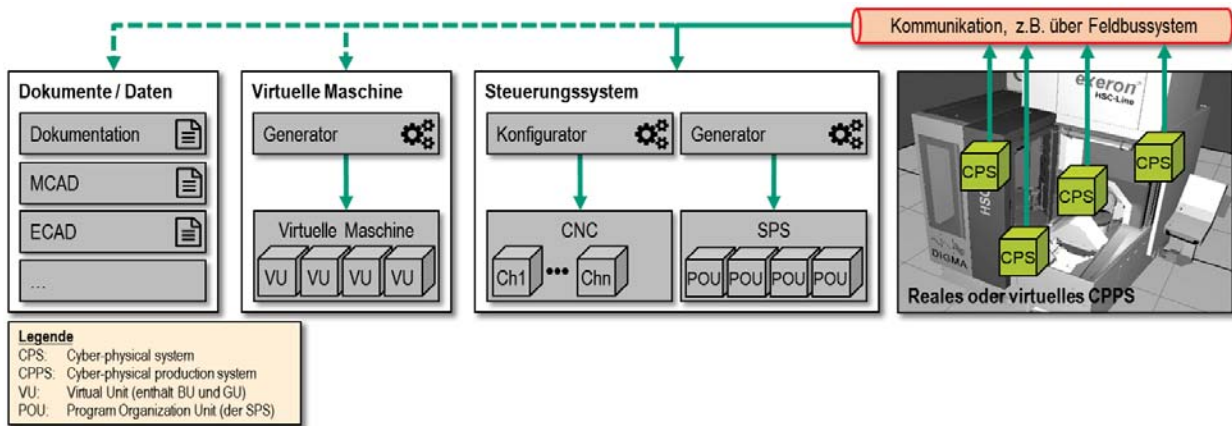 Kommunikation, z.B. über Feldbussystem
Dokumente / Daten
Dokumentation
MCAD
ECAD
...
Virtuelle Maschine
Generator
Virtuelle Maschine
VU VU VU VU
Steuerungssystem
Konfigurator
Generator
CNC
Ch1 ••• Chn
SPS
POU POU POU POU
exeron
HSC-Line
CPS
CPS
CPS
CPS
HSC
DIGMA
Reales oder virtuelles CPPS
Legende
CPS: Cyber-physical system
CPPS: Cyber-physical production system
VU: Virtual Unit (enthält BU und GU)
POU: Program Organization Unit (der SPS)